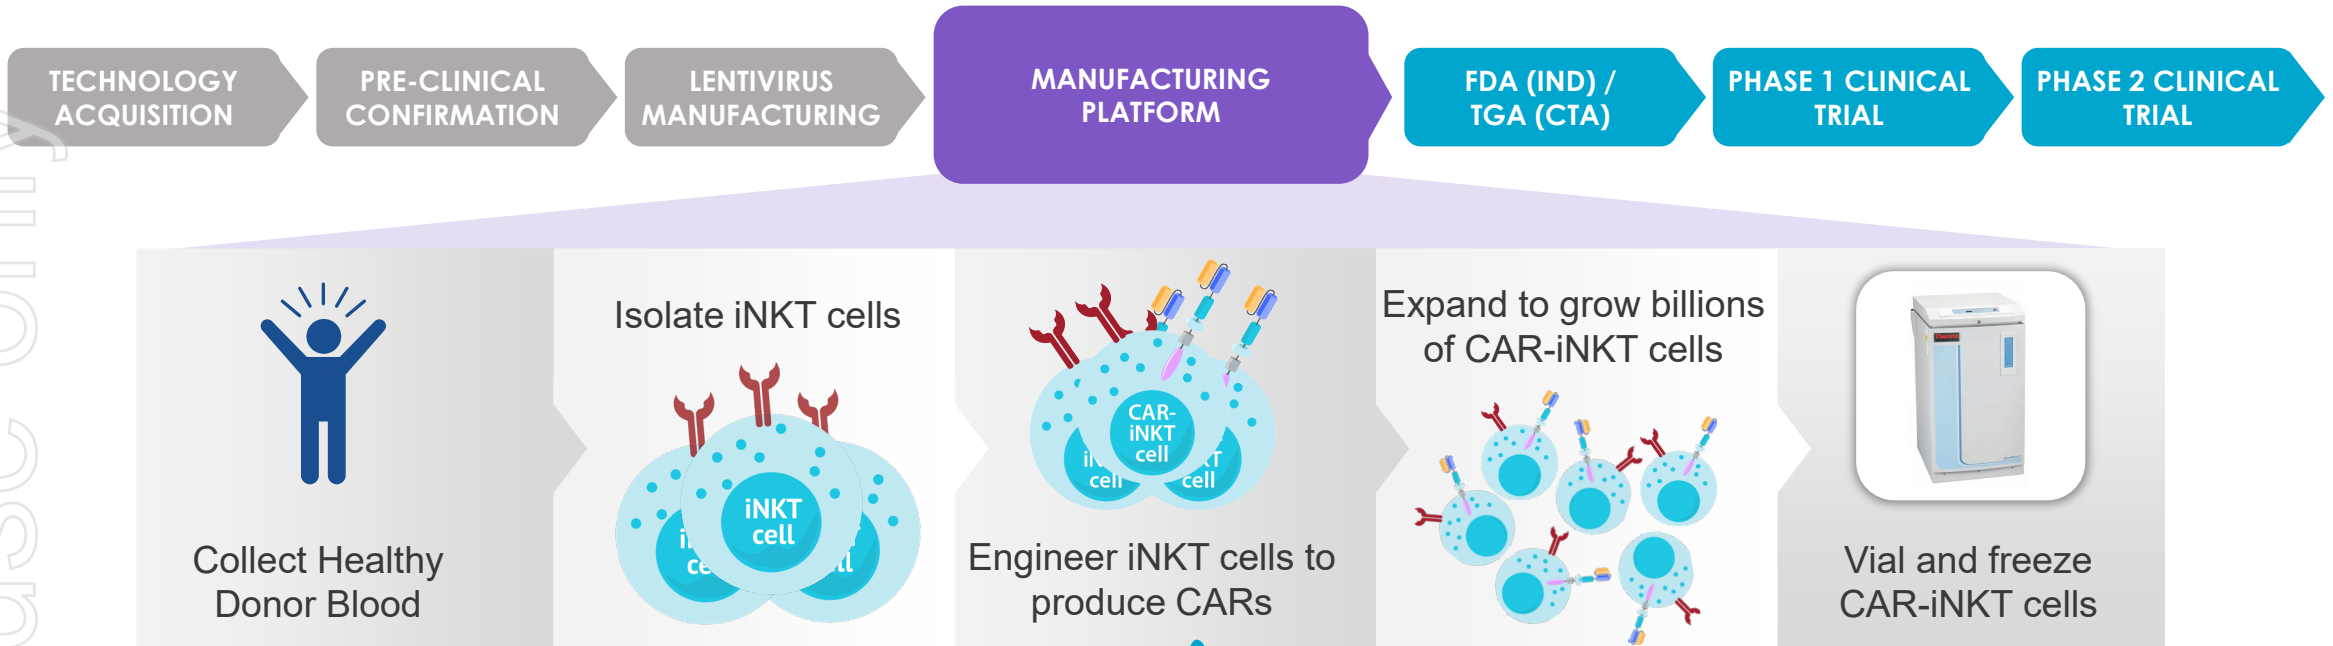 TECHNOLOGY
ACQUISITION
PRE-CLINICAL
CONFIRMATION
LENTIVIRUS
MANUFACTURING
MANUFACTURING
PLATFORM
FDA (IND) /
TGA (CTA)
PHASE 1 CLINICAL
TRIAL
PHASE 2 CLINICAL
TRIAL
Collect Healthy
Donor Blood
Isolate iNKT cells
iNKT
cell
CAR-
iNKT
cell
cell
cell
Engineer iNKT cells to
produce CARs
Expand to grow billions
of CAR-iNKT cells
Vial and freeze
CAR-iNKT cells